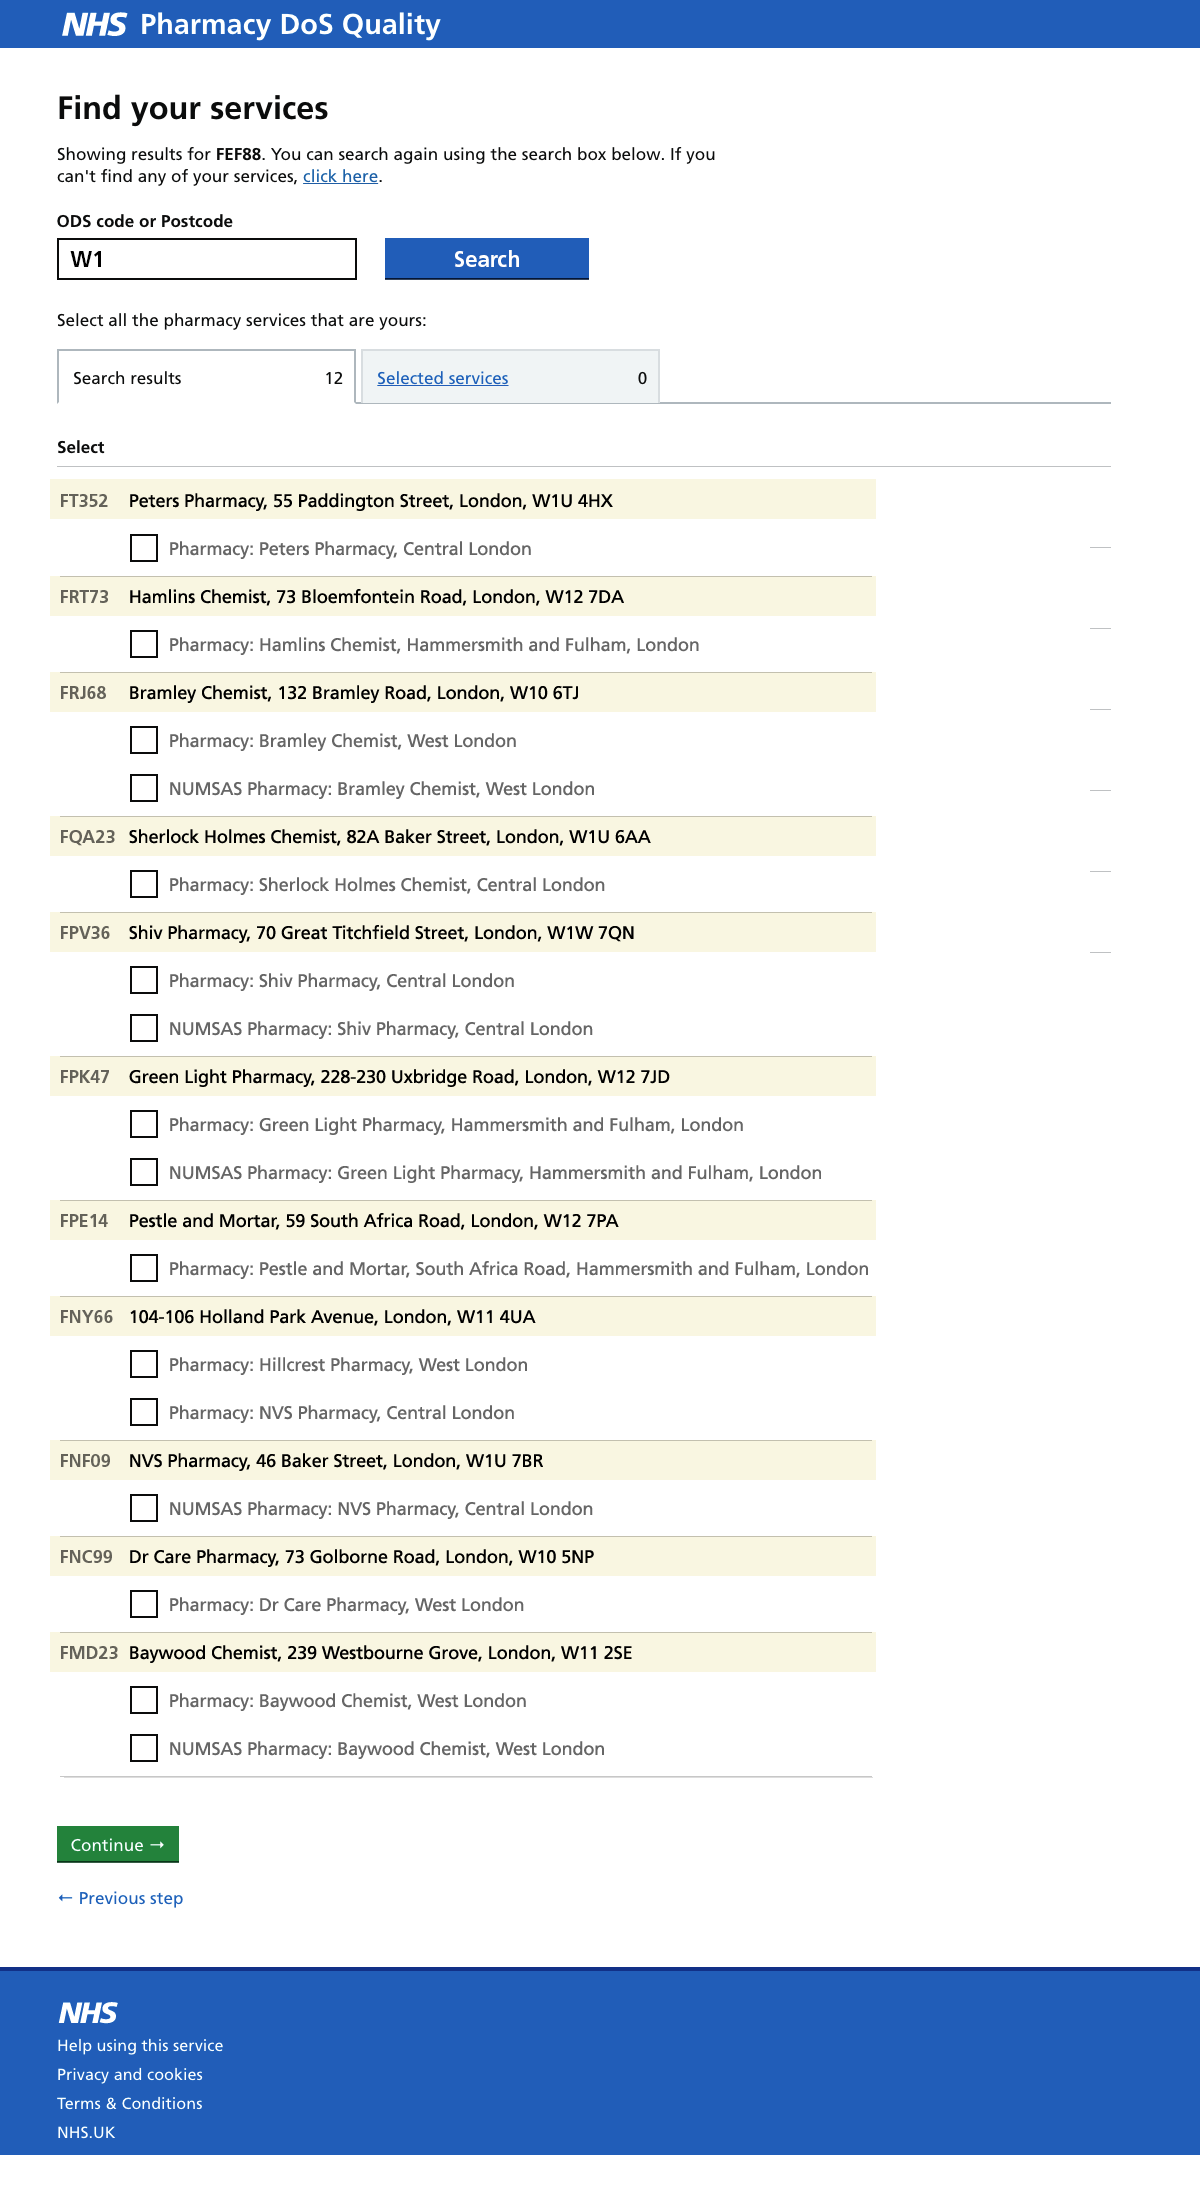 NHS Pharmacy DoS Quality
Find your services
Showing results for FEF88. You can search again using the search box below. If you
can't find any of your services, click here.
ODS code or Postcode
W1 Search
Select all the pharmacy services that are yours:
Search results 12 Selected services 0
Select
FT352 Peters Pharmacy, 55 Paddington Street, London, W1U 4HX
Pharmacy: Peters Pharmacy, Central London
FRT73 Hamlins Chemist, 73 Bloemfontein Road, London, W12 7DA
Pharmacy: Hamlins Chemist, Hammersmith and Fulham, London
FRJ68 Bramley Chemist, 132 Bramley Road, London, W10 6TJ
Pharmacy: Bramley Chemist, West London
NUMSAS Pharmacy: Bramley Chemist, West London
FQA23 Sherlock Holmes Chemist, 82A Baker Street, London, W1U 6AA
Pharmacy: Sherlock Holmes Chemist, Central London
FPV36 Shiv Pharmacy, 70 Great Titchfield Street, London, W1W 7QN
Pharmacy: Shiv Pharmacy, Central London
NUMSAS Pharmacy: Shiv Pharmacy, Central London
FPK47 Green Light Pharmacy, 228-230 Uxbridge Road, London, W12 7JD
Pharmacy: Green Light Pharmacy, Hammersmith and Fulham, London
NUMSAS Pharmacy: Green Light Pharmacy, Hammersmith and Fulham, London
FPE14 Pestle and Mortar, 59 South Africa Road, London, W12 7PA
Pharmacy: Pestle and Mortar, South Africa Road, Hammersmith and Fulham, London
FNY66 104-106 Holland Park Avenue, London, W11 4UA
Pharmacy: Hillcrest Pharmacy, West London
Pharmacy: NVS Pharmacy, Central London
FNF09 NVS Pharmacy, 46 Baker Street, London, W1U 7BR
NUMSAS Pharmacy: NVS Pharmacy, Central London
FNC99 Dr Care Pharmacy, 73 Golborne Road, London, W10 5NP
Pharmacy: Dr Care Pharmacy, West London
FMD23 Baywood Chemist, 239 Westbourne Grove, London, W11 2SE
Pharmacy: Baywood Chemist, West London
NUMSAS Pharmacy: Baywood Chemist, West London
Continue →
← Previous step
NHS
Help using this service
Privacy and cookies
Terms & Conditions
NHS.UK